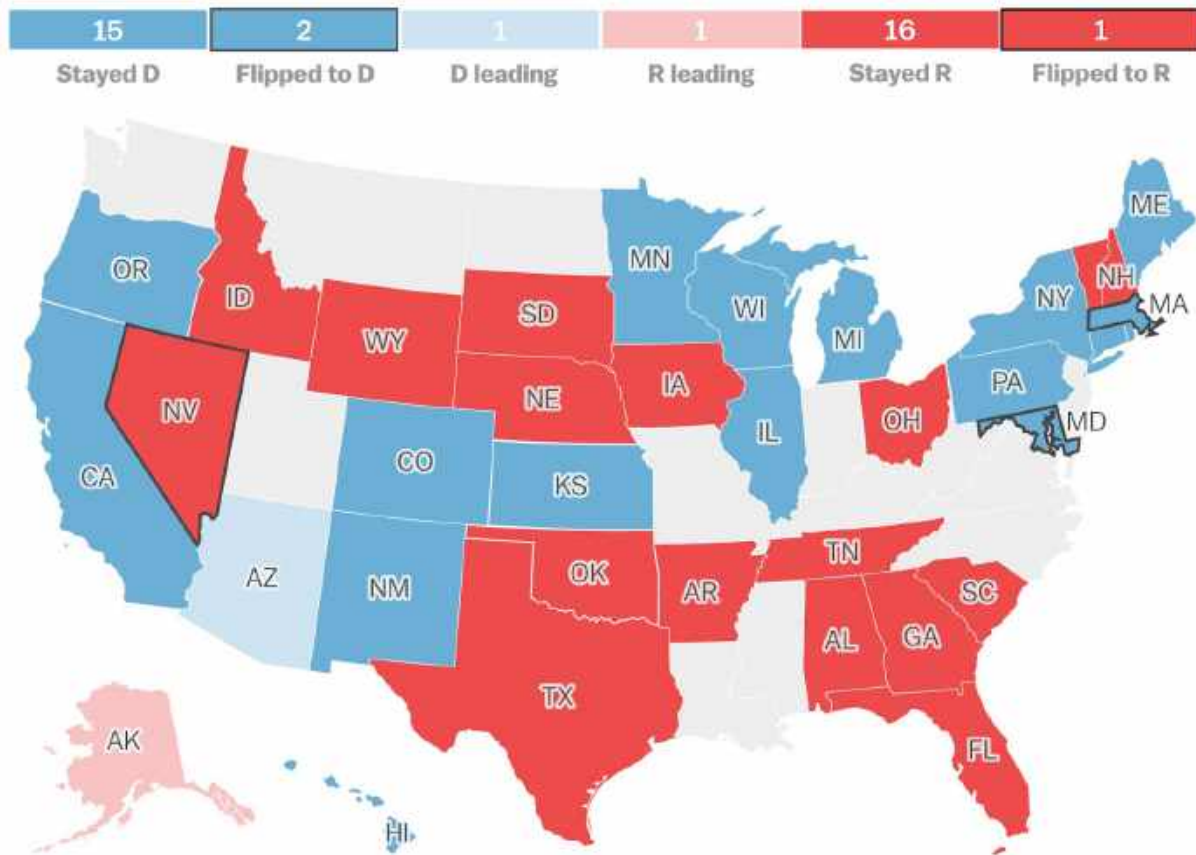 15 2 1 1 16 1
Stayed D Flipped to D D leading R leading Stayed R Flipped to R
ME
MN
OR
NH
ID
NY
MA
SD
WI
WY
MI
IA
PA
NE
NV
OH
MD
IL
CO
CA
KS
TN
AZ
OK
NM
AR
SC
AL
GA
TX
AK
FL
HI